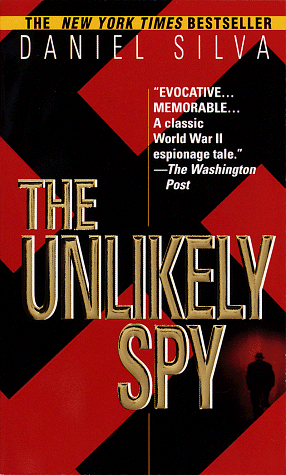 THE NEW YORK TIMES BESTSELLER
DANIEL SILVA
"EVOCATIVE...
MEMORABLE...
A classic
World War II
espionage tale."
—The Washington
Post
THE
UNLIKELY
SPY